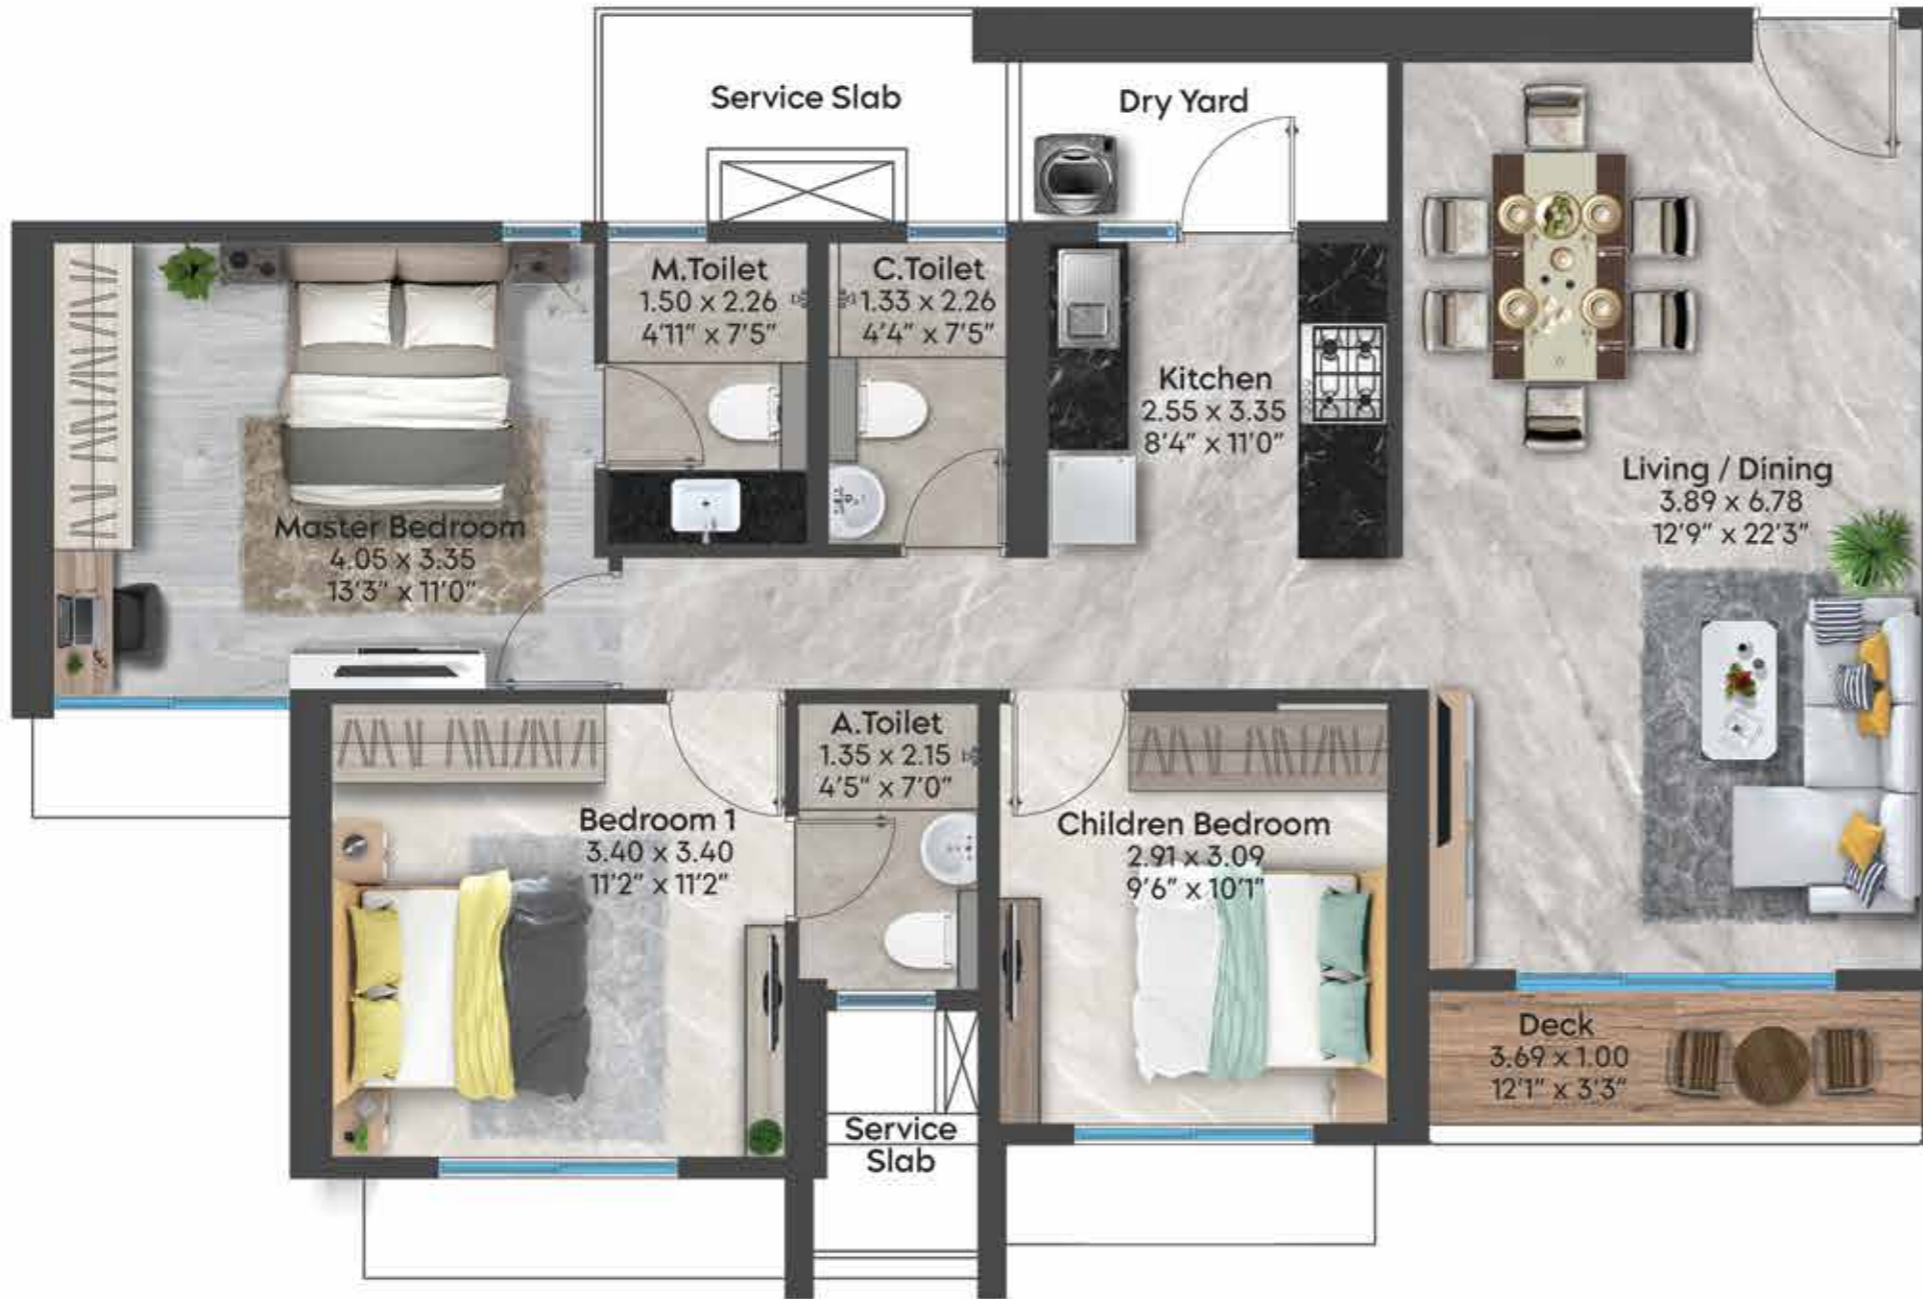 Service Slab
Dry Yard
M.Toilet
1.50 x 2.26
4'11" x 7'5"
C.Toilet
1.33 x 2.26
4'4" x 7'5"
Kitchen
2.55 x 3.35
8'4" x 11'0"
Living / Dining
3.89 x 6.78
12'9" x 22'3"
Master Bedroom
4.05 x 3.35
13'3" x 11'0"
A.Toilet
1.35 x 2.15
4'5" x 7'0"
Bedroom 1
3.40 x 3.40
11'2" x 11'2"
Children Bedroom
2.91 x 3.09
9'6" x 10'1"
Deck
3.69 x 1.00
12'1" x 3'3"
Service
Slab